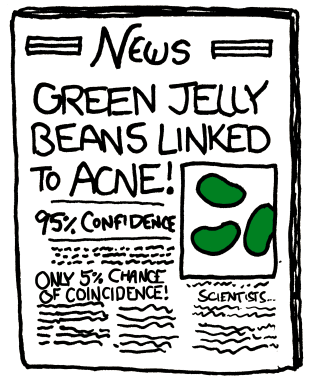 NEWS
GREEN JELLY
BEANS LINKED
TO ACNE!
95% CONFIDENCE
ONLY 5% CHANCE
OF COINCIDENCE!
SCIENTISTS...